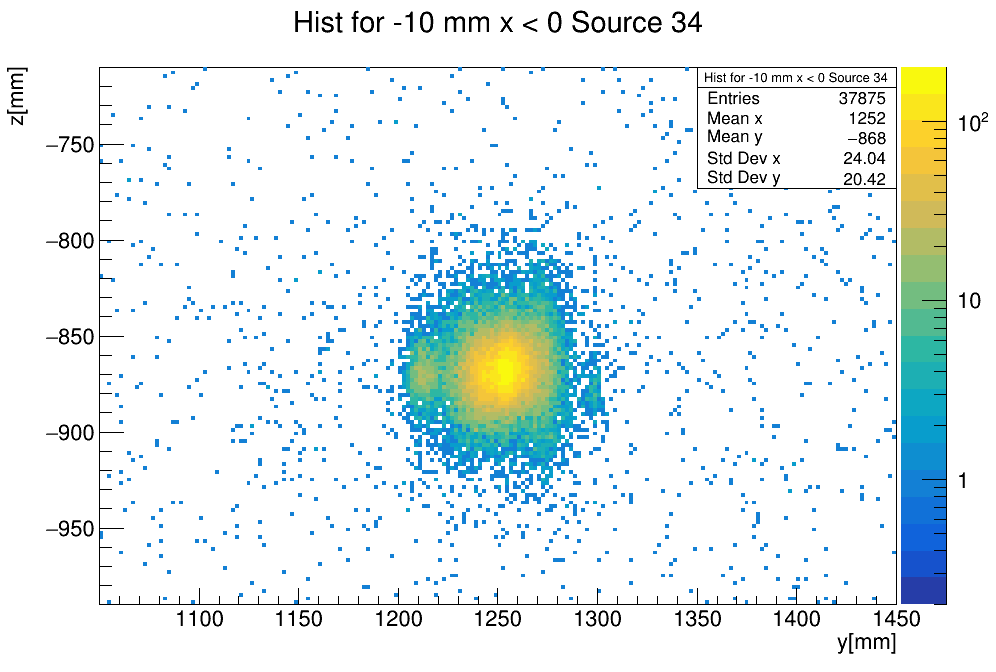 Hist for -10 mm x < 0 Source 34
z[mm]
Hist for -10 mm x < 0 Source 34
Entries 37875
Mean x 1252
Mean y −868
Std Dev x 24.04
Std Dev y 20.42
−750
−800
−850
−900
−950
10²
10
1
1100 1150 1200 1250 1300 1350 1400 1450
y[mm]